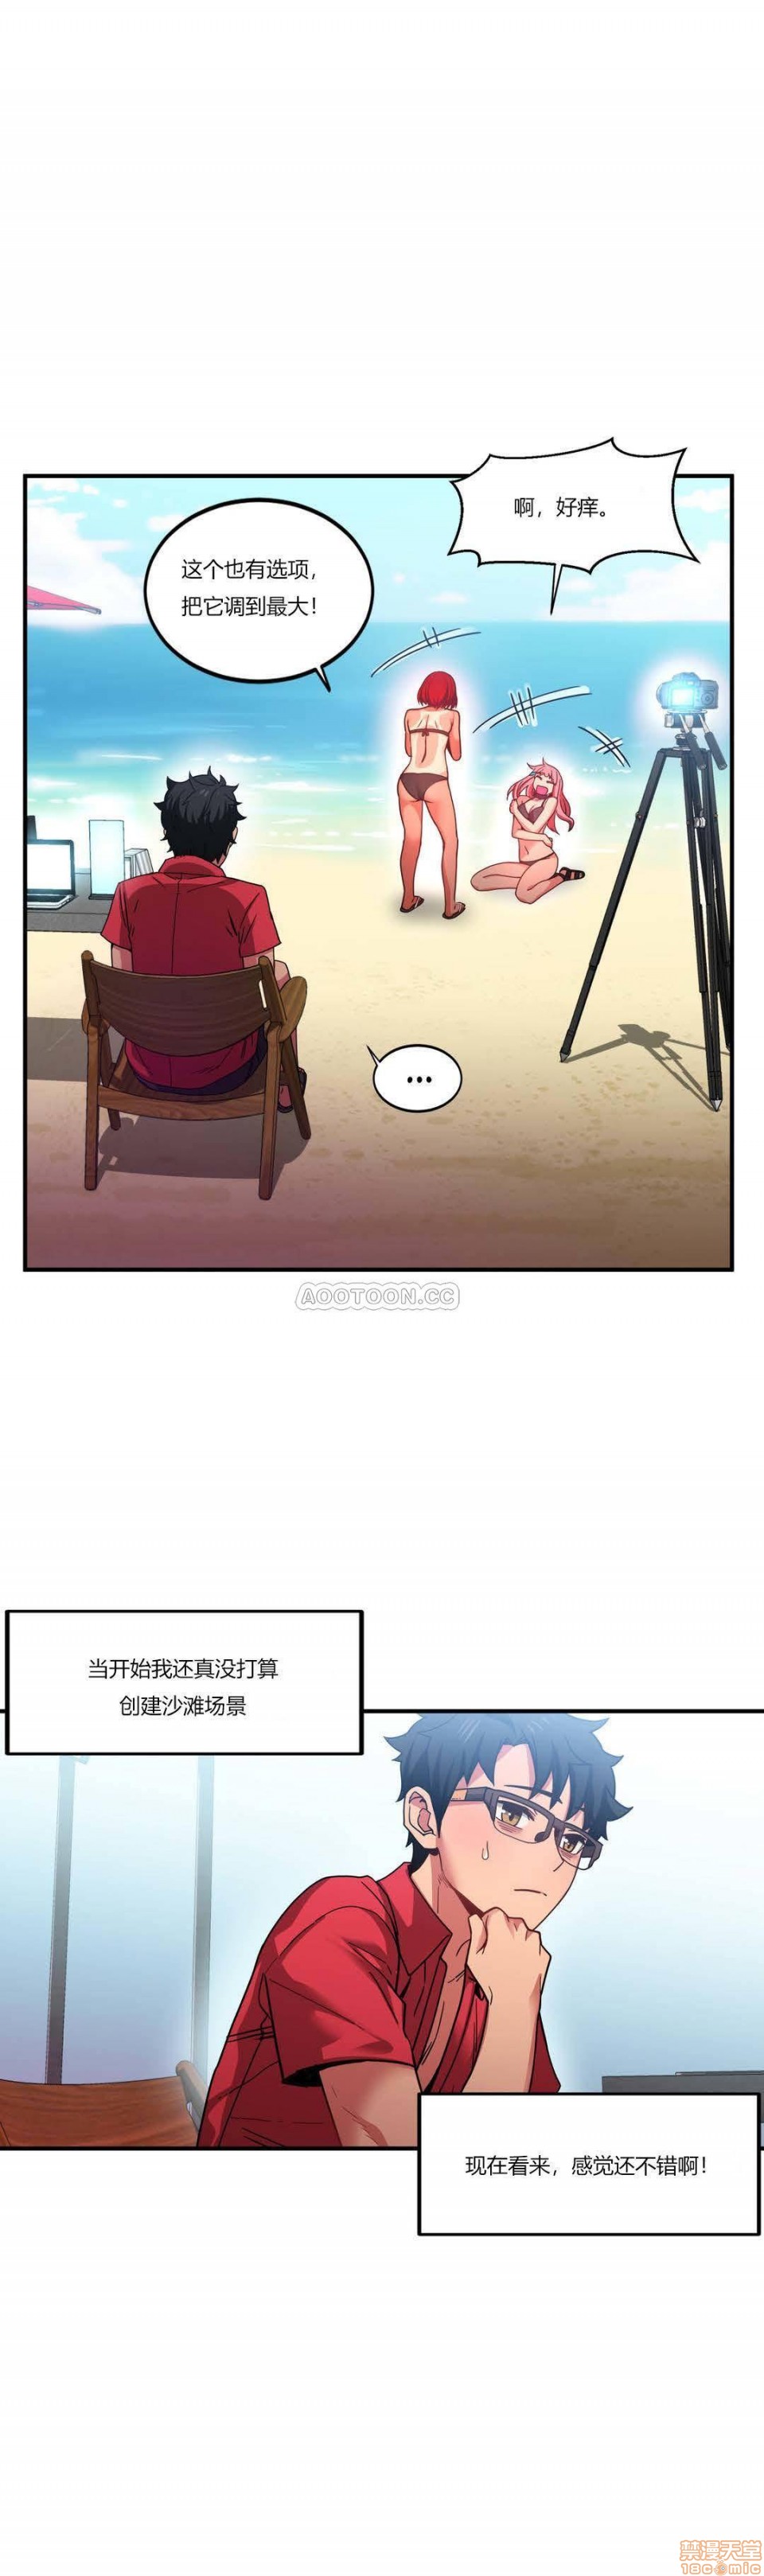 啊，好痒。
这个也有选项，
把它调到最大！
...
AOOTOON.CC
当开始我还真没打算
创建沙滩场景
现在看来，感觉还不错啊！
禁漫天堂
18comic